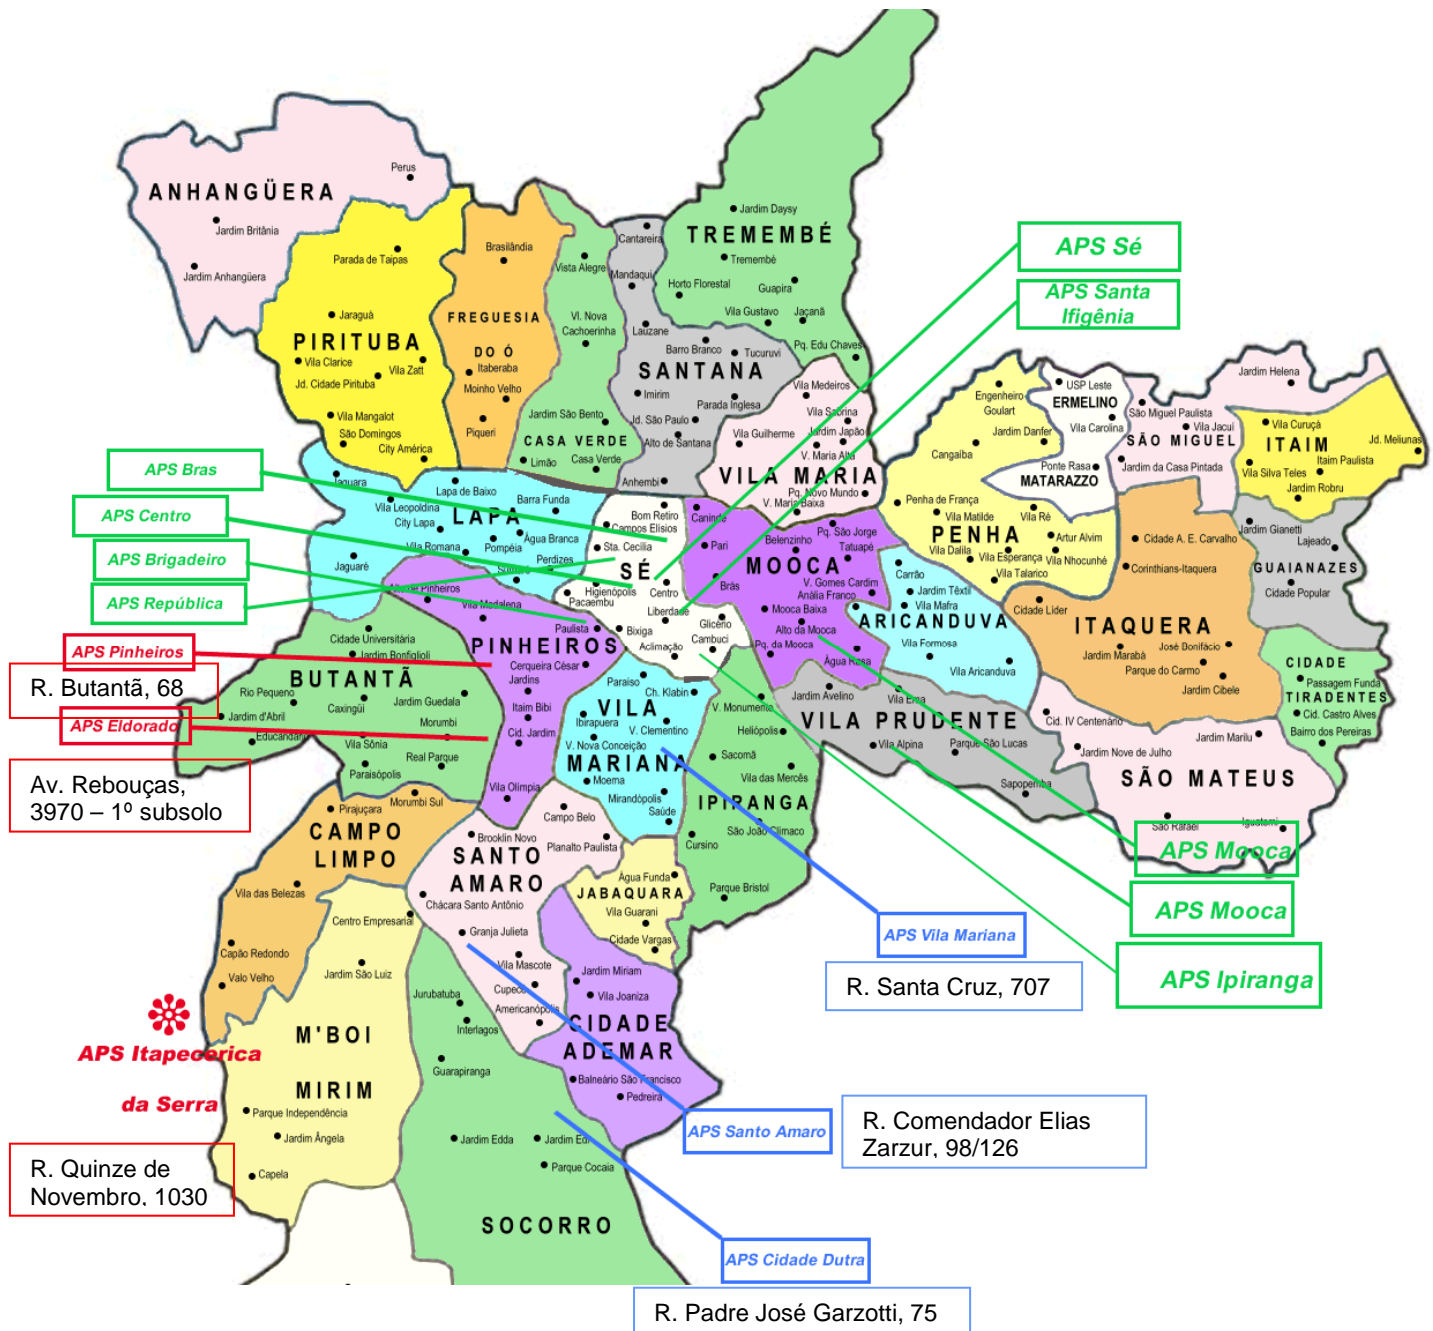 Perus
ANHANGÜERA
Jardim Britânia
Jardim Anhangüera
Parada de Taipas
Jaraguà
PIRITUBA
Vila Clarice
Vila Zatt
Jd. Cidade Pirituba
Vila Mangalot
São Domingos
City América
Brasilândia
FREGUESIA
DO Ó
Itaberaba
Moinho Velho
Piqueri
Vista Alegre
Vl. Nova
Cachoerinha
Jardim São Bento
CASA VERDE
Limão
Casa Verde
Cantareira
Mandaqui
Lauzane
Barro Branco
Tucuruvi
SANTANA
Imirim
Parada Inglesa
Jd. São Paulo
Alto de Santana
Anhembi
Jardim Daysy
TREMEMBÉ
Tremembé
Horto Florestal
Guapira
Vila Gustavo
Jaçanã
Pq. Edu Chaves
Vila Medeiros
Vila Sabrina
Jardim Japão
Vila Guilherme
V. Maria Alta
VILA MARIA
Pq. Novo Mundo
V. Maria Baixa
APS Sé
APS Santa
Ifigênia
Engenheiro
Goulart
Jardim Danfer
Cangaíba
Penha de França
Vila Matilde
PENHA
Vila Ré
Artur Alvim
Vila Dalila
Vila Esperança
Vila Nhocunhé
Vila Talarico
USP Leste
ERMELINO
Vila Carolina
Ponte Rasa
MATARAZZO
Jardim Helena
São Miguel Paulista
Vila Jacuí
SÃO MIGUEL
Jardim da Casa Pintada
Vila Curuçà
ITAIM
Jd. Meliunas
Vila Silva Teles
Itaim Paulista
Jardim Robru
Jardim Gianetti
Lajeado
GUAIANAZES
Cidade Popular
Cidade A. E. Carvalho
Corinthians-Itaquera
Cidade Líder
ITAQUERA
José Bonifácio
Jardim Marabá
Parque do Carmo
Jardim Cibele
CIDADE
Passagem Funda
TIRADENTES
Cid. Castro Alves
Bairro dos Pereiras
Cid. IV Centenário
Jardim Nove de Julho
Jardim Marilu
SÃO MATEUS
São Rafael
Iguatemi
APS Bras
APS Centro
APS Brigadeiro
APS República
APS Pinheiros
R. Butantã, 68
APS Eldorado
Av. Rebouças,
3970 – 1º subsolo
Jaguara
Lapa de Baixo
Barra Funda
Vila Leopoldina
LAPA
City Lapa
Água Branca
Vila Romana
Pompéia
Perdizes
Jaguaré
Bom Retiro
Campos Elísios
Sta. Cecília
SÉ
Higienópolis
Centro
Pacaembu
Liberdade
Bixiga
Glicério
Cambuci
Aclimação
Canindé
Pari
Brás
Belenzinho
Pq. São Jorge
Tatuapé
MOOCA
V. Gomes Cardim
Anália Franco
Mooca Baixa
Alto da Mooca
Pq. da Mooca
Água Rasa
Carrão
Jardim Têxtil
Vila Mafra
ARICANDUVA
Vila Formosa
Vila Aricanduva
Jardim Avelino
Vila Ema
VILA PRUDENTE
Vila Alpina
Parque São Lucas
Sapopemba
Alto de Pinheiros
Vila Madalena
PINHEIROS
Paulista
Cerqueira César
Jardins
Itaim Bibi
Cid. Jardim
Vila Olímpia
Cidade Universitária
Jardim Bonfiglioli
BUTANTÃ
Rio Pequeno
Caxingüi
Jardim Guedala
Jardim d'Abril
Morumbi
Educandário
Vila Sônia
Real Parque
Paraisópolis
Paraíso
Ch. Klabin
VILA
Ibirapuera
V. Clementino
V. Nova Conceição
MARIANA
Moema
Mirandópolis
Saúde
V. Monumento
Heliópolis
Sacomã
Vila das Mercês
IPIRANGA
São João Climaco
Cursino
Parque Bristol
Pirajuçara
Morumbi Sul
CAMPO
LIMPO
Vila das Belezas
Capão Redondo
Valo Velho
Campo Belo
Brooklin Novo
Planalto Paulista
SANTO
AMARO
Chácara Santo Antônio
Granja Julieta
Vila Mascote
Cupecê
Americanópolis
Água Funda
JABAQUARA
Vila Guarani
Cidade Vargas
Jardim Miriam
Vila Joaniza
CIDADE
ADEMAR
Balneário São Francisco
Pedreira
Centro Empresarial
Jardim São Luiz
M'BOI
MIRIM
Parque Independência
Jardim Ângela
Capela
Jurubatuba
Interlagos
Guarapiranga
Jardim Edda
Jardim Edi
Parque Cocaia
SOCORRO
APS Mooca
APS Mooca
APS Ipiranga
APS Vila Mariana
R. Santa Cruz, 707
APS Itapecerica
da Serra
R. Quinze de
Novembro, 1030
APS Santo Amaro
R. Comendador Elias
Zarzur, 98/126
APS Cidade Dutra
R. Padre José Garzotti, 75